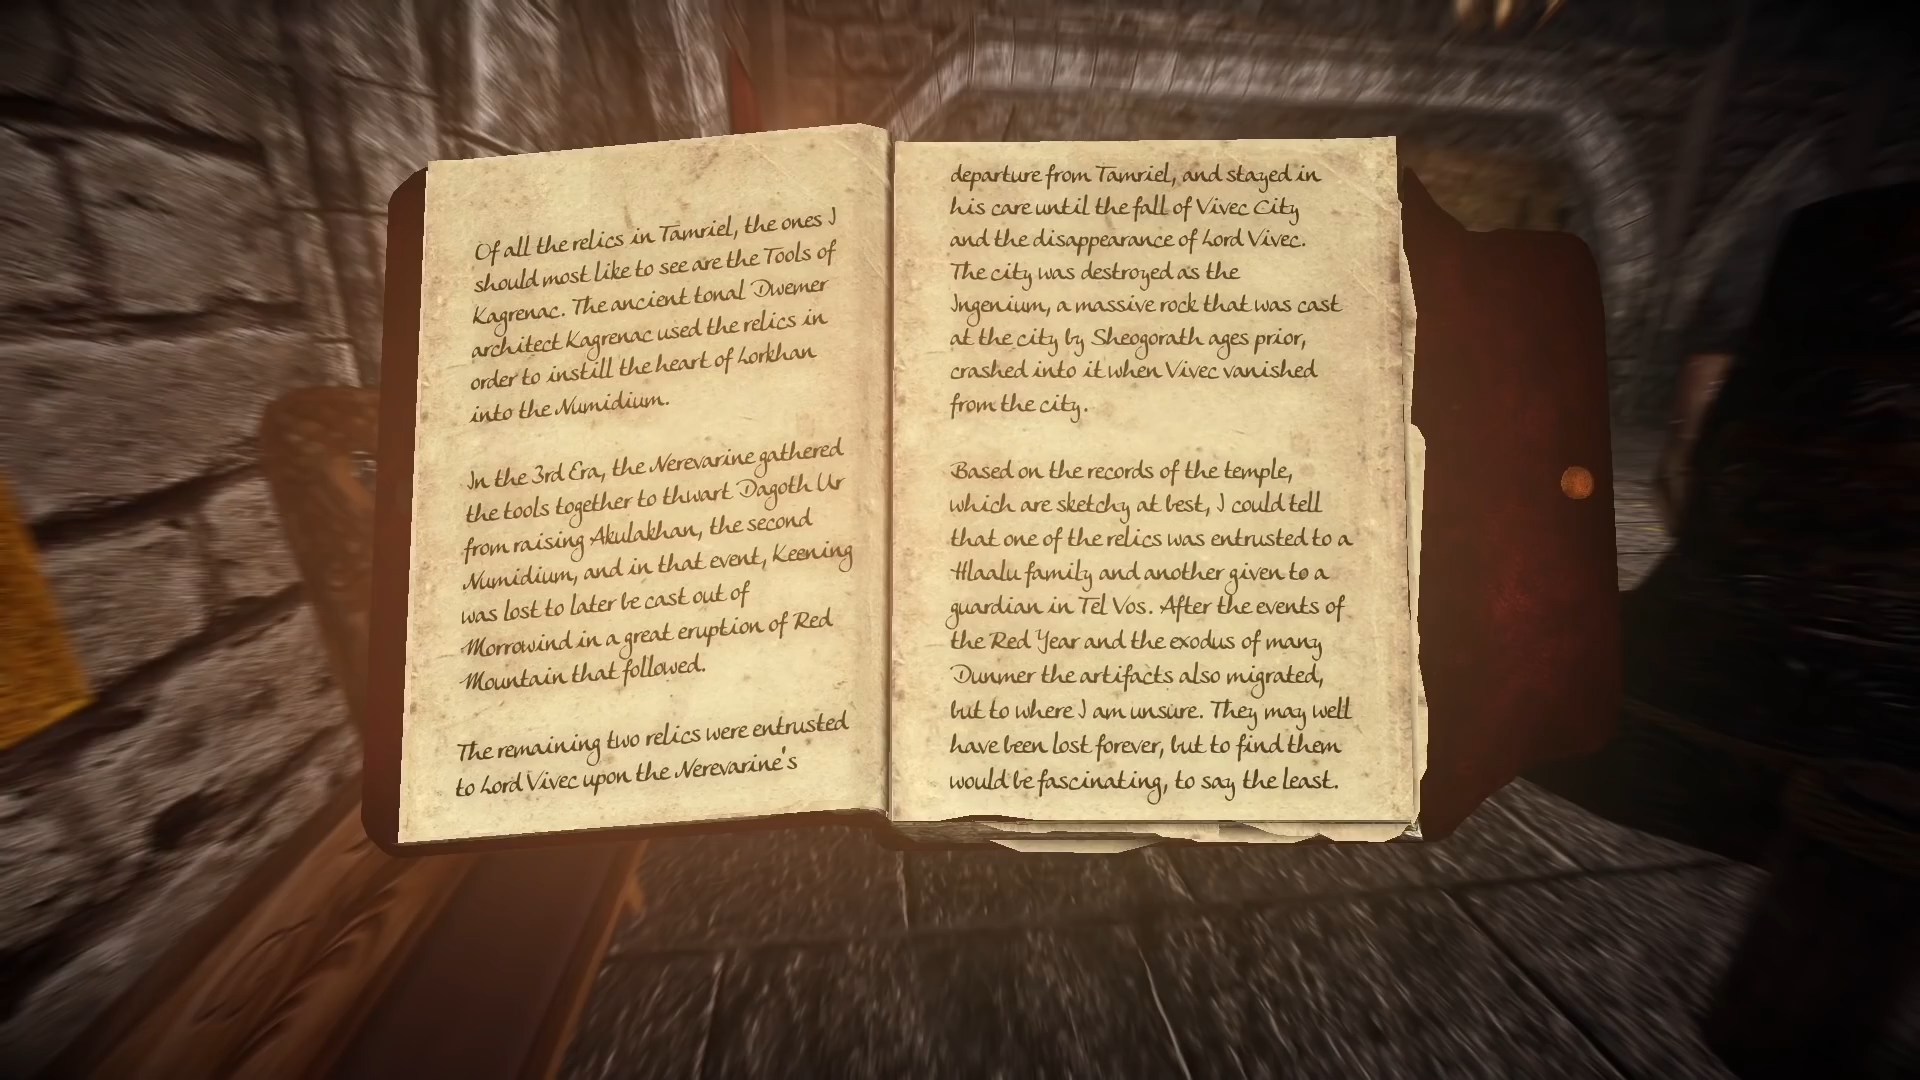 Of all the relics in Tamriel, the ones I
should most like to see are the Tools of
Kagrenac. The ancient tonal Dwemer
architect Kagrenac used the relics in
order to instill the heart of Lorkhan
into the Numidium.
In the 3rd Era, the Nerevarine gathered
the tools together to thwart Dagoth Ur
from raising Akulakhan, the second
Numidium, and in that event, Keening
was lost to later be cast out of
Morrowind in a great eruption of Red
Mountain that followed.
The remaining two relics were entrusted
to Lord Vivec upon the Nerevarine's
departure from Tamriel, and stayed in
his care until the fall of Vivec City
and the disappearance of Lord Vivec.
The city was destroyed as the
Ingenium, a massive rock that was cast
at the city by Sheogorath ages prior,
crashed into it when Vivec vanished
from the city.
Based on the records of the temple,
which are sketchy at best, I could tell
that one of the relics was entrusted to a
Hlaalu family and another given to a
guardian in Tel Vos. After the events of
the Red Year and the exodus of many
Dunmer the artifacts also migrated,
but to where I am unsure. They may well
have been lost forever, but to find them
would be fascinating, to say the least.